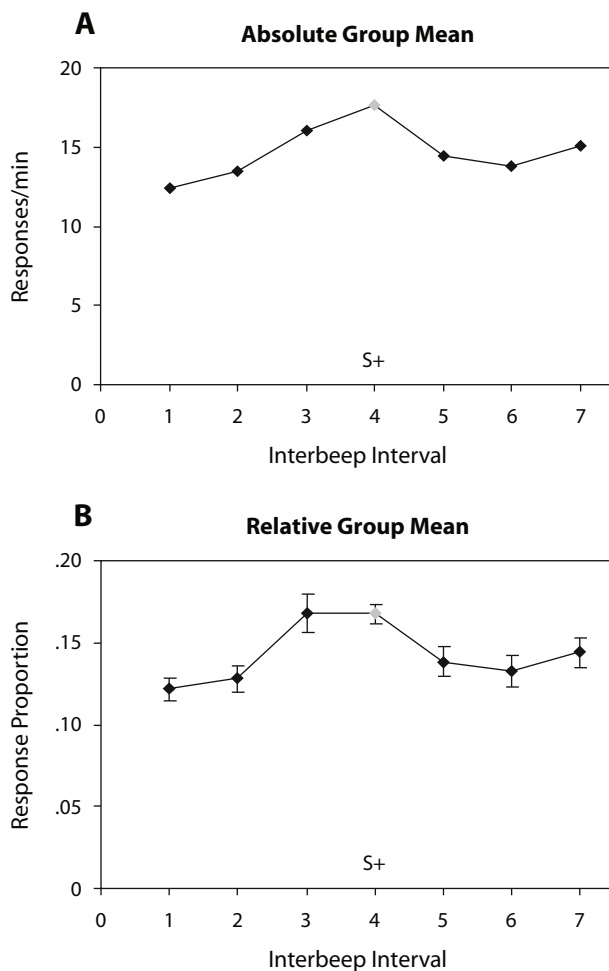 A
Absolute Group Mean
20
15
10
5
0
Responses/min
S+
0 1 2 3 4 5 6 7
Interbeep Interval
B
Relative Group Mean
.20
.15
.10
.05
0
Response Proportion
S+
0 1 2 3 4 5 6 7
Interbeep Interval